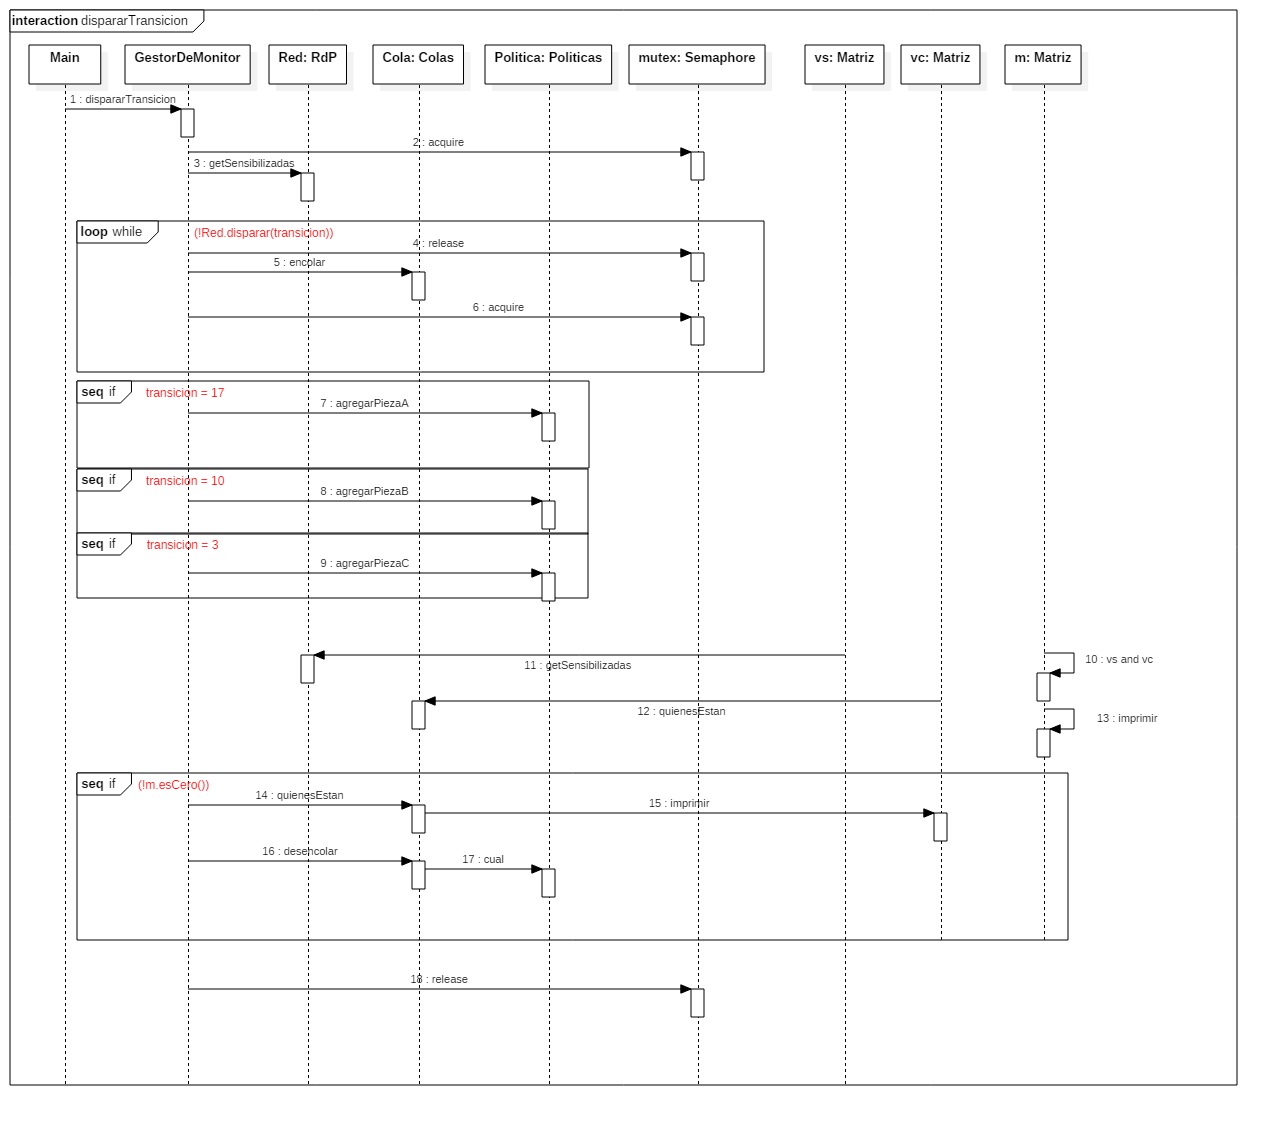 interaction dispararTransicion
Main
GestorDeMonitor
Red: RdP
Cola: Colas
Politica: Politicas
mutex: Semaphore
vs: Matriz
vc: Matriz
m: Matriz
1 : dispararTransicion
2 : acquire
3 : getSensibilizadas
loop while
(!Red.disparar(transicion))
4 : release
5 : encolar
6 : acquire
seq if
transicion = 17
7 : agregarPiezaA
seq if
transicion = 10
8 : agregarPiezaB
seq if
transicion = 3
9 : agregarPiezaC
10 : vs and vc
11 : getSensibilizadas
12 : quienesEstan
13 : imprimir
seq if
(!m.esCero())
14 : quienesEstan
15 : imprimir
16 : desencolar
17 : cual
18 : release